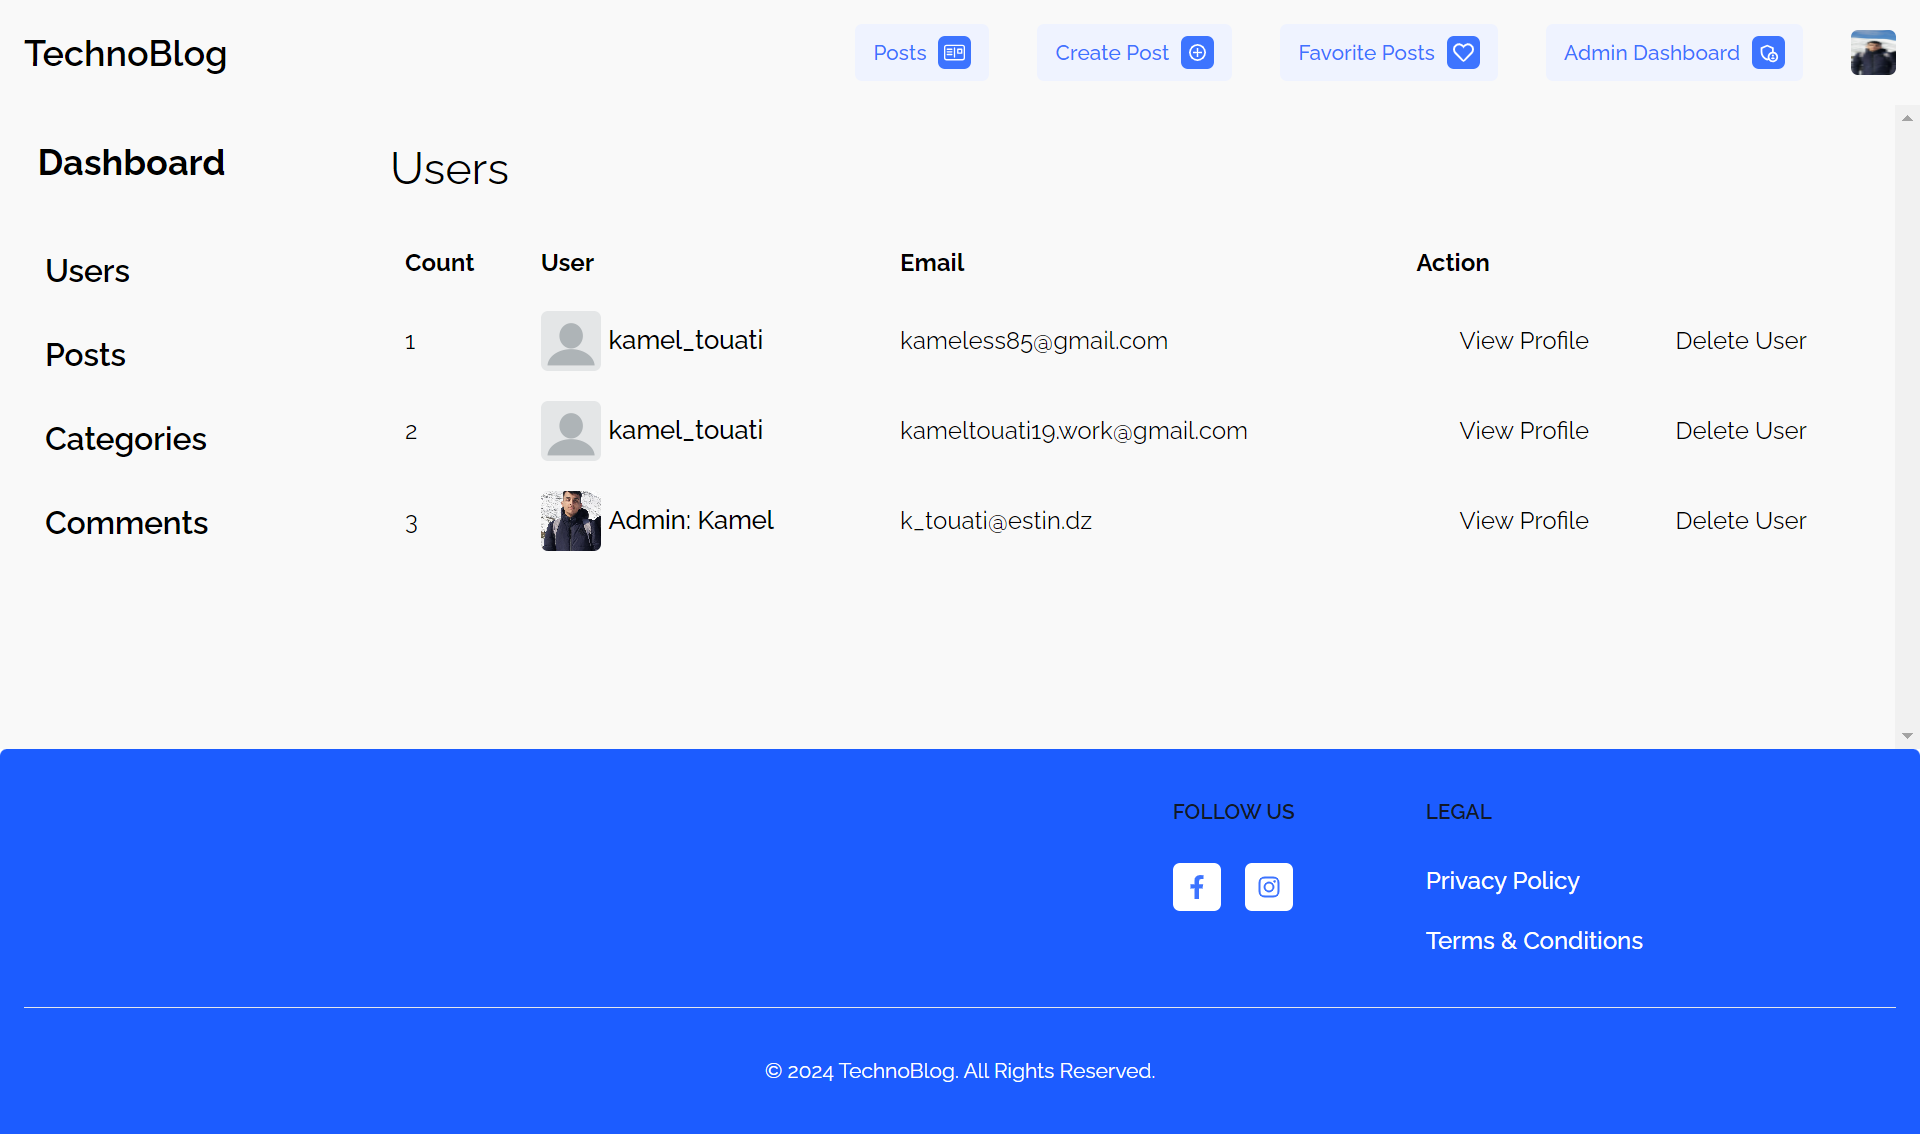 TechnoBlog
Posts
Create Post
Favorite Posts
Admin Dashboard
Dashboard
Users
Posts
Categories
Comments
Users
Count User Email Action
1 kamel_touati kameless85@gmail.com View Profile Delete User
2 kamel_touati kameltouati19.work@gmail.com View Profile Delete User
3 Admin: Kamel k_touati@estin.dz View Profile Delete User
FOLLOW US
LEGAL
Privacy Policy
Terms & Conditions
© 2024 TechnoBlog. All Rights Reserved.